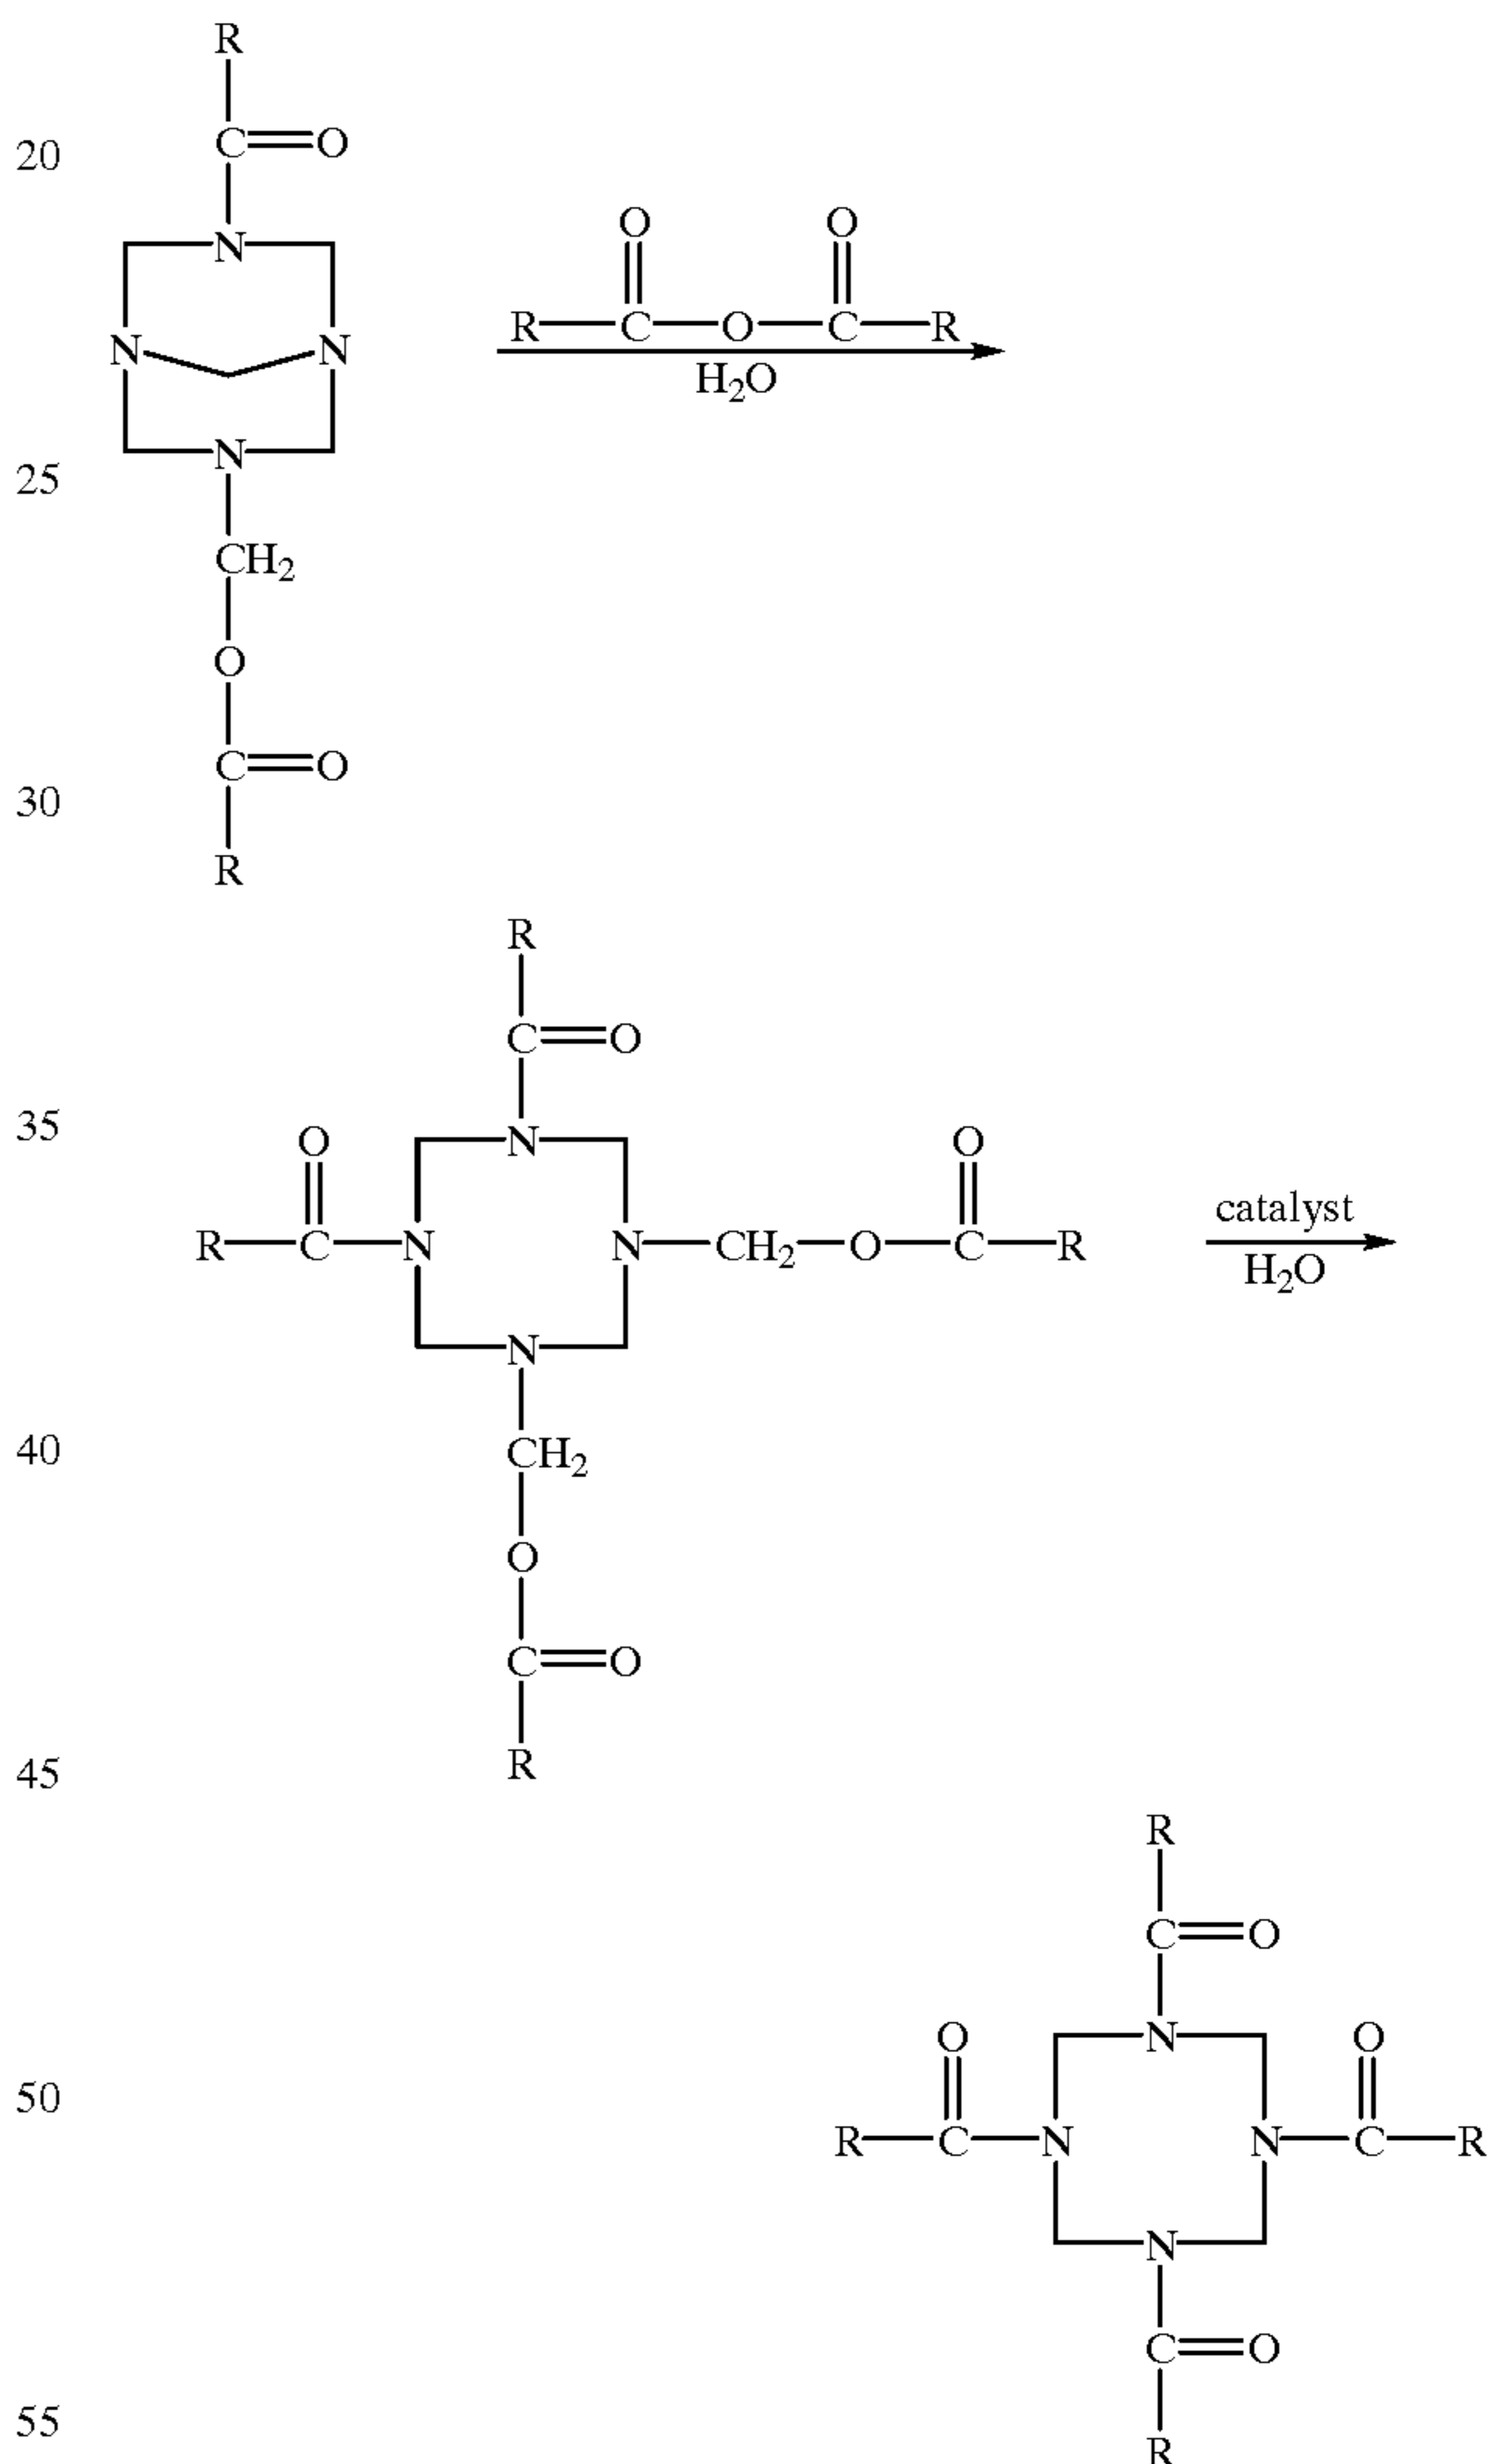 R
20 C=O
N
O O
R—C—O—C—R
N N
H₂O
25 N
CH₂
O
C=O
30
R
R
C=O
35 N
O O
R—C—N N—CH₂—O—C—R catalyst
H₂O
N
40 CH₂
O
C=O
45 R
R
C=O
N
O O
50
R—C—N N—C—R
N
C=O
55
R